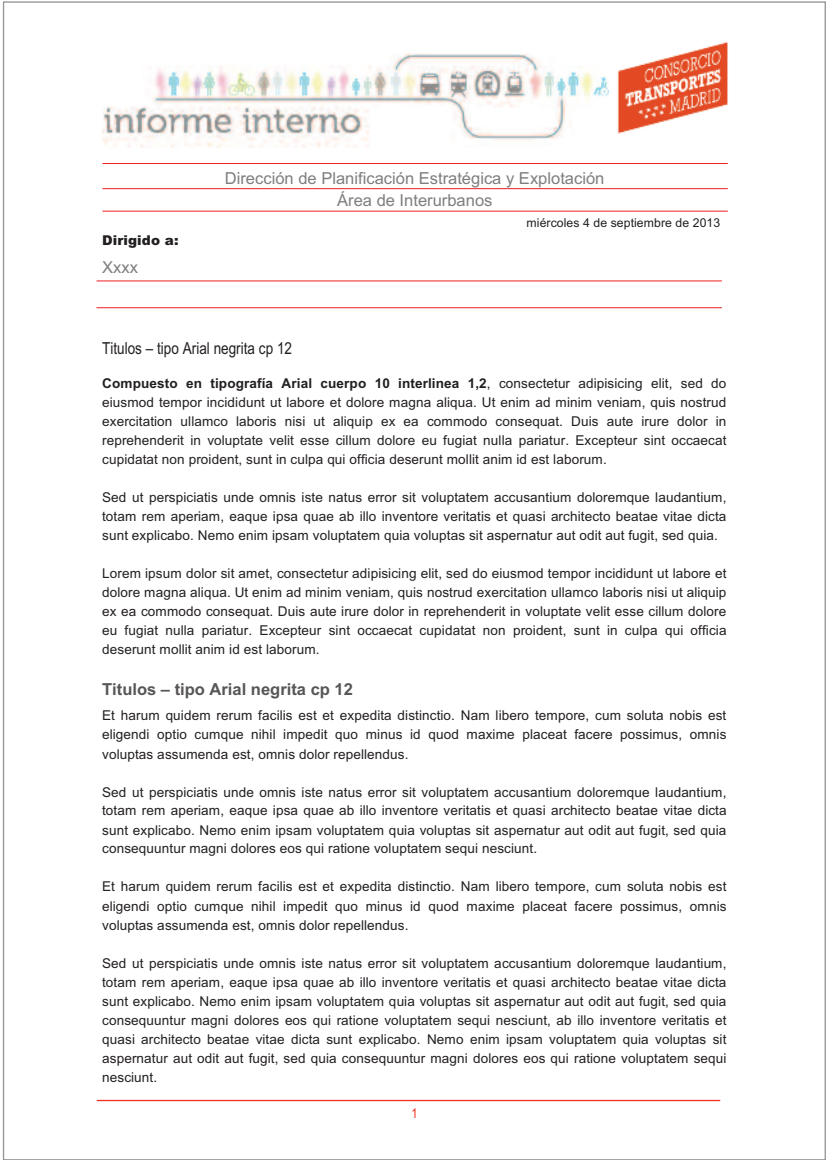 CONSORCIO
TRANSPORTES
MADRID
informe interno
Dirección de Planificación Estratégica y Explotación
Área de Interurbanos
miércoles 4 de septiembre de 2013
Dirigido a:
Xxxx
Titulos – tipo Arial negrita cp 12
Compuesto en tipografía Arial cuerpo 10 interlinea 1,2, consectetur adipisicing elit, sed do
eiusmod tempor incididunt ut labore et dolore magna aliqua. Ut enim ad minim veniam, quis nostrud
exercitation ullamco laboris nisi ut aliquip ex ea commodo consequat. Duis aute irure dolor in
reprehenderit in voluptate velit esse cillum dolore eu fugiat nulla pariatur. Excepteur sint occaecat
cupidatat non proident, sunt in culpa qui officia deserunt mollit anim id est laborum.
Sed ut perspiciatis unde omnis iste natus error sit voluptatem accusantium doloremque laudantium,
totam rem aperiam, eaque ipsa quae ab illo inventore veritatis et quasi architecto beatae vitae dicta
sunt explicabo. Nemo enim ipsam voluptatem quia voluptas sit aspernatur aut odit aut fugit, sed quia.
Lorem ipsum dolor sit amet, consectetur adipisicing elit, sed do eiusmod tempor incididunt ut labore et
dolore magna aliqua. Ut enim ad minim veniam, quis nostrud exercitation ullamco laboris nisi ut aliquip
ex ea commodo consequat. Duis aute irure dolor in reprehenderit in voluptate velit esse cillum dolore
eu fugiat nulla pariatur. Excepteur sint occaecat cupidatat non proident, sunt in culpa qui officia
deserunt mollit anim id est laborum.
Titulos – tipo Arial negrita cp 12
Et harum quidem rerum facilis est et expedita distinctio. Nam libero tempore, cum soluta nobis est
eligendi optio cumque nihil impedit quo minus id quod maxime placeat facere possimus, omnis
voluptas assumenda est, omnis dolor repellendus.
Sed ut perspiciatis unde omnis iste natus error sit voluptatem accusantium doloremque laudantium,
totam rem aperiam, eaque ipsa quae ab illo inventore veritatis et quasi architecto beatae vitae dicta
sunt explicabo. Nemo enim ipsam voluptatem quia voluptas sit aspernatur aut odit aut fugit, sed quia
consequuntur magni dolores eos qui ratione voluptatem sequi nesciunt.
Et harum quidem rerum facilis est et expedita distinctio. Nam libero tempore, cum soluta nobis est
eligendi optio cumque nihil impedit quo minus id quod maxime placeat facere possimus, omnis
voluptas assumenda est, omnis dolor repellendus.
Sed ut perspiciatis unde omnis iste natus error sit voluptatem accusantium doloremque laudantium,
totam rem aperiam, eaque ipsa quae ab illo inventore veritatis et quasi architecto beatae vitae dicta
sunt explicabo. Nemo enim ipsam voluptatem quia voluptas sit aspernatur aut odit aut fugit, sed quia
consequuntur magni dolores eos qui ratione voluptatem sequi nesciunt, ab illo inventore veritatis et
quasi architecto beatae vitae dicta sunt explicabo. Nemo enim ipsam voluptatem quia voluptas sit
aspernatur aut odit aut fugit, sed quia consequuntur magni dolores eos qui ratione voluptatem sequi
nesciunt.
1